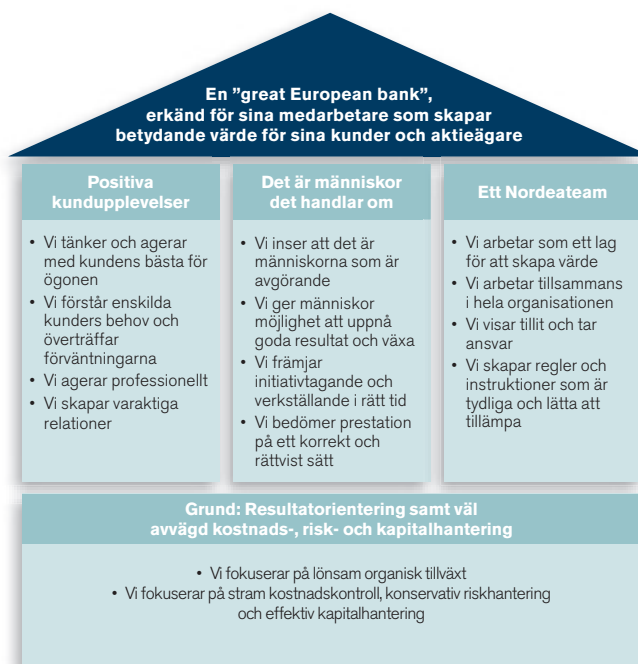 En ”great European bank”,
erkänd för sina medarbetare som skapar
betydande värde för sina kunder och aktieägare
Positiva
kundupplevelser
• Vi tänker och agerar
med kundens bästa för
ögonen
• Vi förstår enskilda
kunders behov och
överträffar
förväntningarna
• Vi agerar professionellt
• Vi skapar varaktiga
relationer
Det är människor
det handlar om
• Vi inser att det är
människorna som är
avgörande
• Vi ger människor
möjlighet att uppnå
goda resultat och växa
• Vi främjar
initiativtagande och
verkställande i rätt tid
• Vi bedömer prestation
på ett korrekt och
rättvist sätt
Ett Nordeateam
• Vi arbetar som ett lag
för att skapa värde
• Vi arbetar tillsammans
i hela organisationen
• Vi visar tillit och tar
ansvar
• Vi skapar regler och
instruktioner som är
tydliga och lätta att
tillämpa
Grund: Resultatorientering samt väl
avvägd kostnads-, risk- och kapitalhantering
• Vi fokuserar på lönsam organisk tillväxt
• Vi fokuserar på stram kostnadskontroll, konservativ riskhantering
och effektiv kapitalhantering